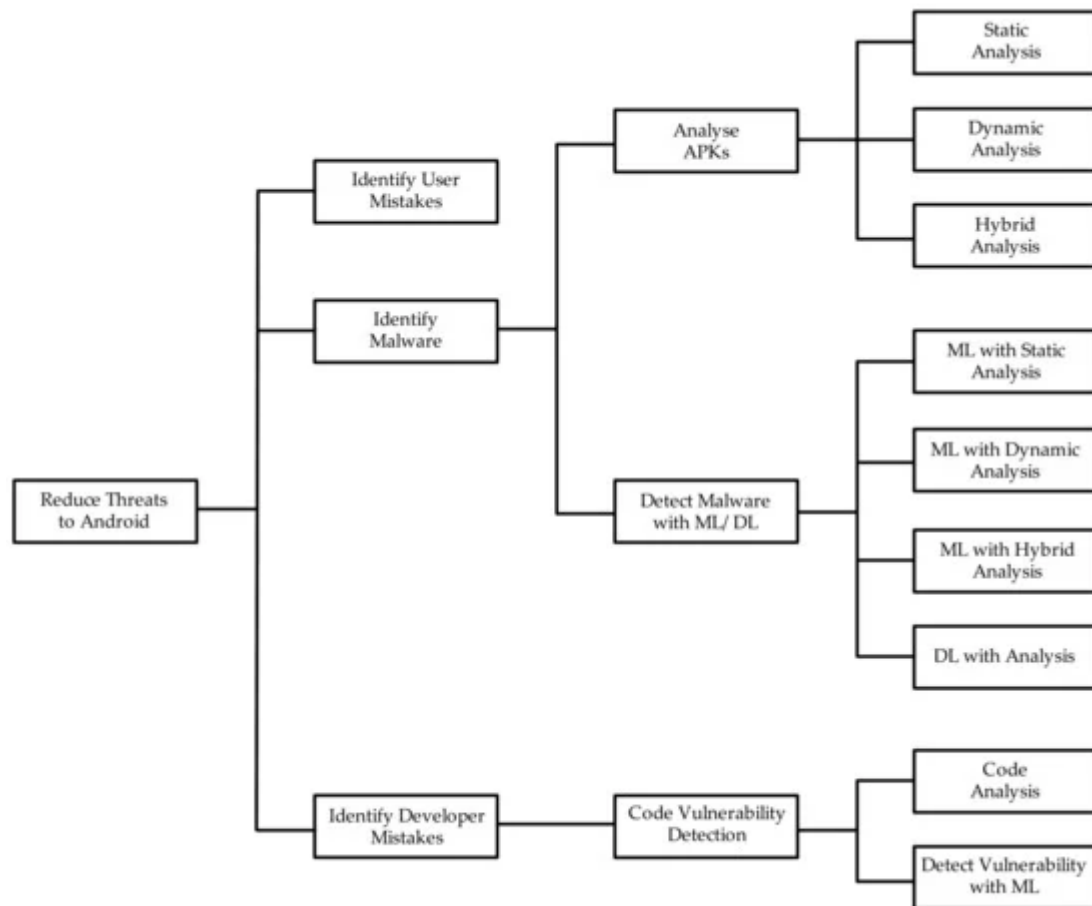 Static
Analysis
Analyse
APKs
Dynamic
Analysis
Identify User
Mistakes
Hybrid
Analysis
Identify
Malware
ML with Static
Analysis
ML with Dynamic
Analysis
Reduce Threats
to Android
Detect Malware
with ML/ DL
ML with Hybrid
Analysis
DL with Analysis
Code
Analysis
Identify Developer
Mistakes
Code Vulnerability
Detection
Detect Vulnerability
with ML